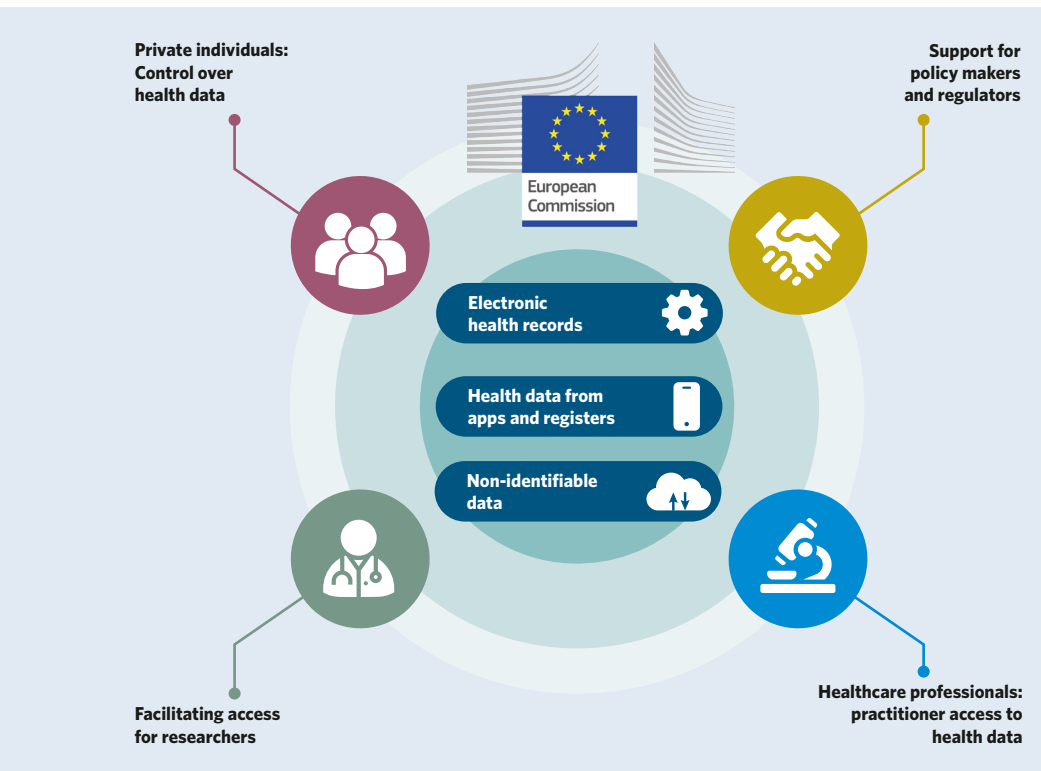 Private individuals:
Control over
health data
Support for
policy makers
and regulators
European
Commission
Electronic
health records
Health data from
apps and registers
Non-identifiable
data
Facilitating access
for researchers
Healthcare professionals:
practitioner access to
health data